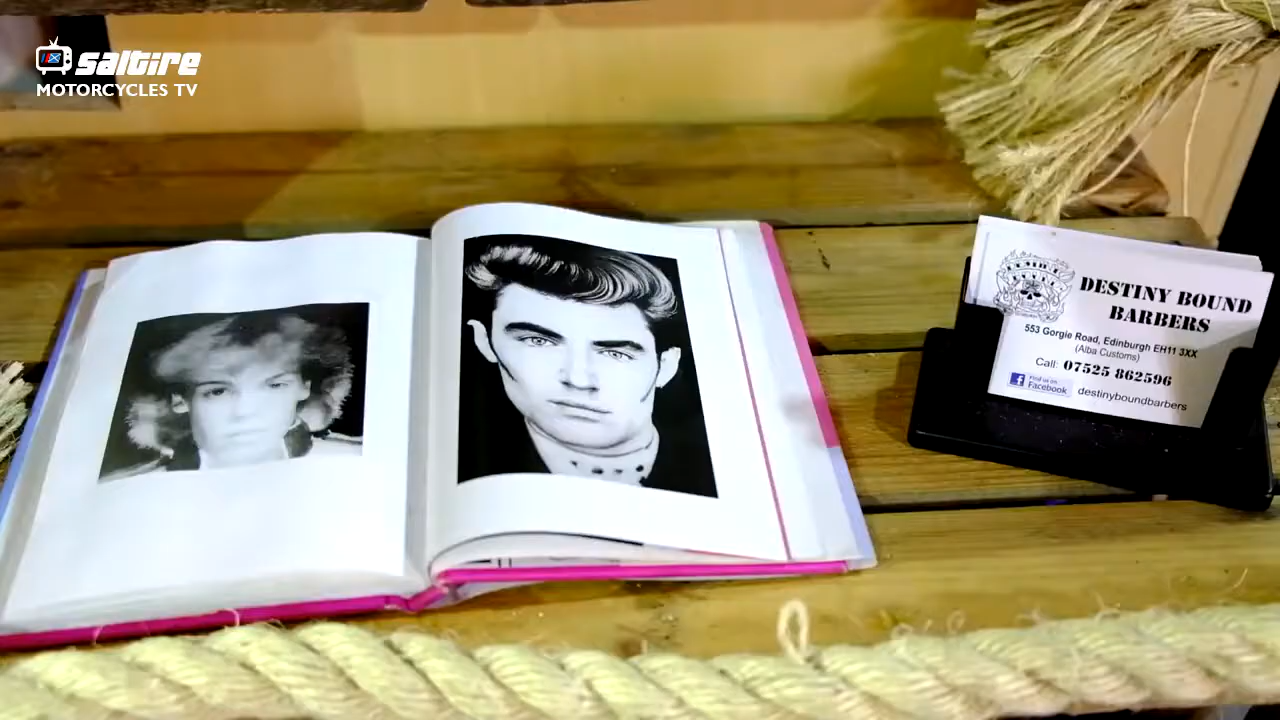 saltire
MOTORCYCLES TV
DESTINY BOUND
BARBERS
553 Gorgie Road, Edinburgh EH11 3XX
(Alba Customs)
Call: 07525 862596
Find us on
Facebook
destinyboundbarbers